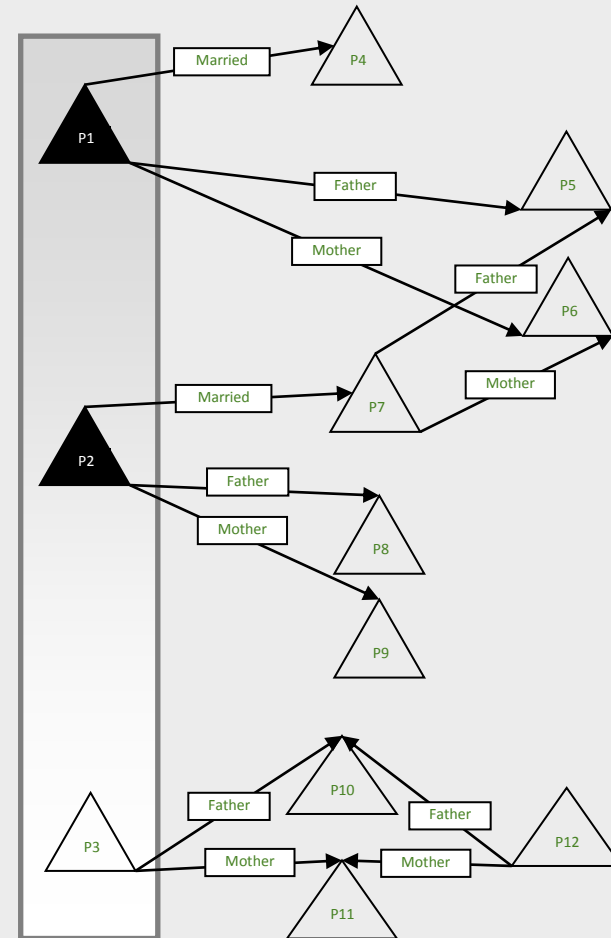 P4
Married
P1
Father
P5
Mother
Father
P6
Married
P7
Mother
P2
Father
Mother
P8
P9
P10
Father
Father
P3
P12
Mother
Mother
P11